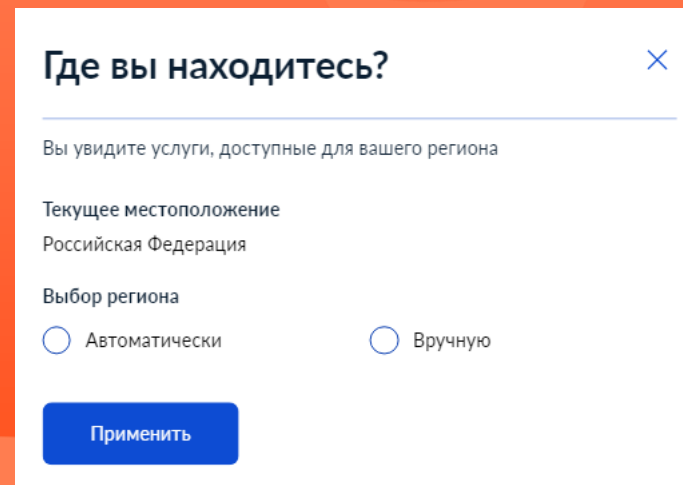 Где вы находитесь?
Вы увидите услуги, доступные для вашего региона
Текущее местоположение
Российская Федерация
Выбор региона
Автоматически
Вручную
Применить